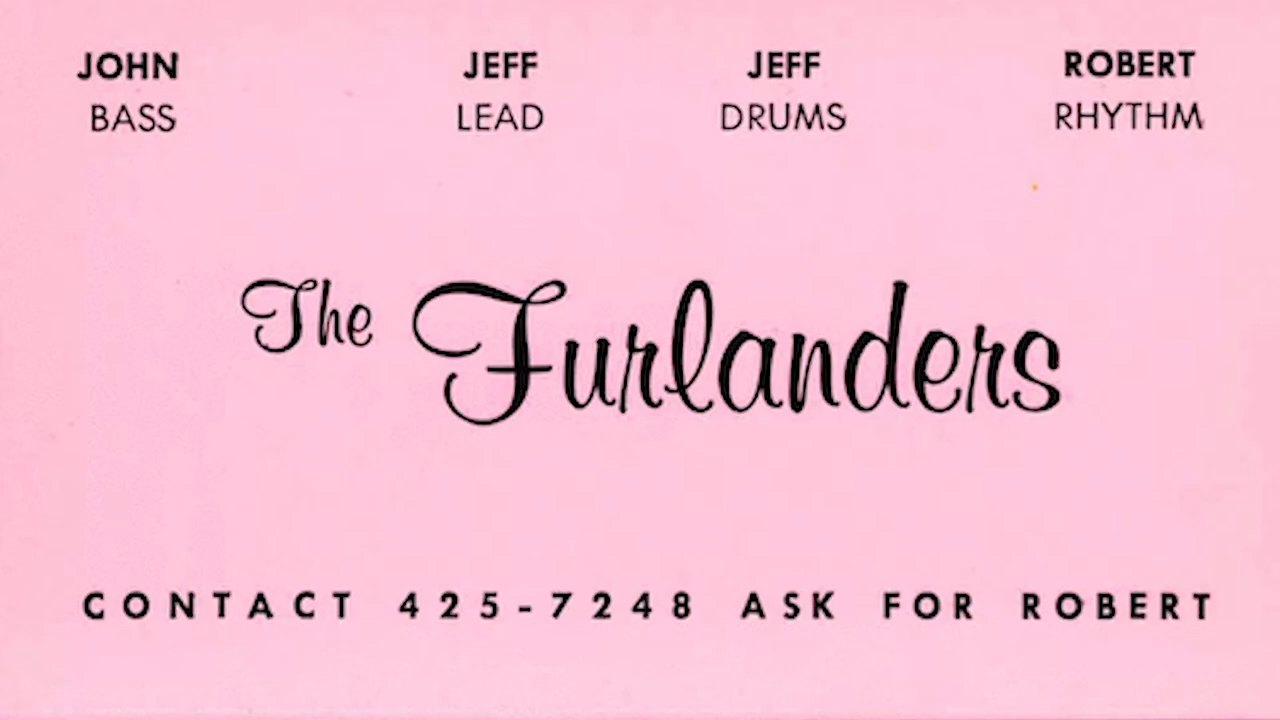 JOHN JEFF JEFF ROBERT
BASS LEAD DRUMS RHYTHM
The Furlanders
CONTACT 425-7248 ASK FOR ROBERT